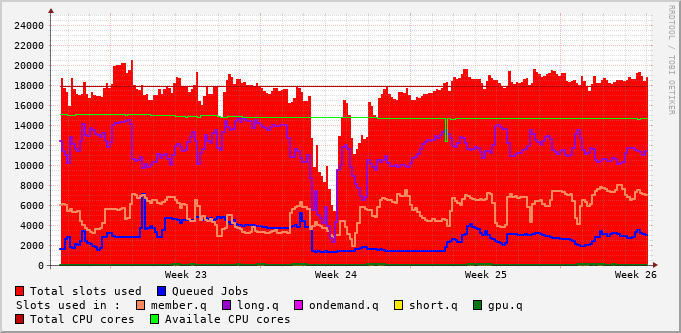 RRDTOOL / TOBI OETIKER
24000
22000
20000
18000
16000
14000
12000
10000
8000
6000
4000
2000
0
Week 23 Week 24 Week 25 Week 26
Total slots used Queued Jobs
Slots used in : member.q long.q ondemand.q short.q gpu.q
Total CPU cores Availale CPU cores